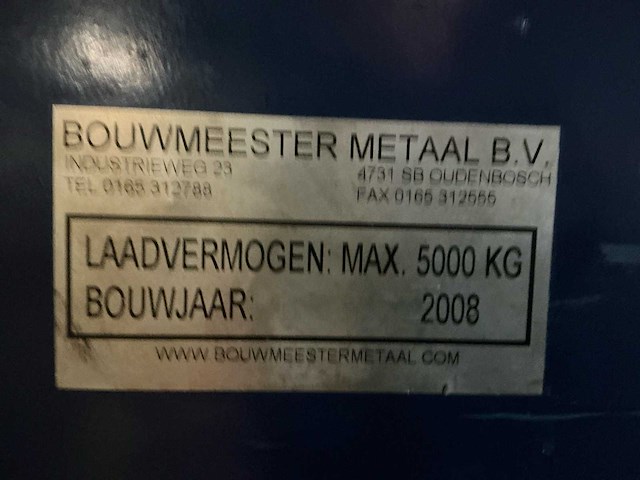 BOUWMEESTER METAAL B.V.
INDUSTRIEWEG 23 4731 SB OUDENBOSCH
TEL 0165 312788 FAX 0165 312555
LAADVERMOGEN: MAX. 5000 KG
BOUWJAAR: 2008
WWW.BOUWMEESTERMETAAL.COM